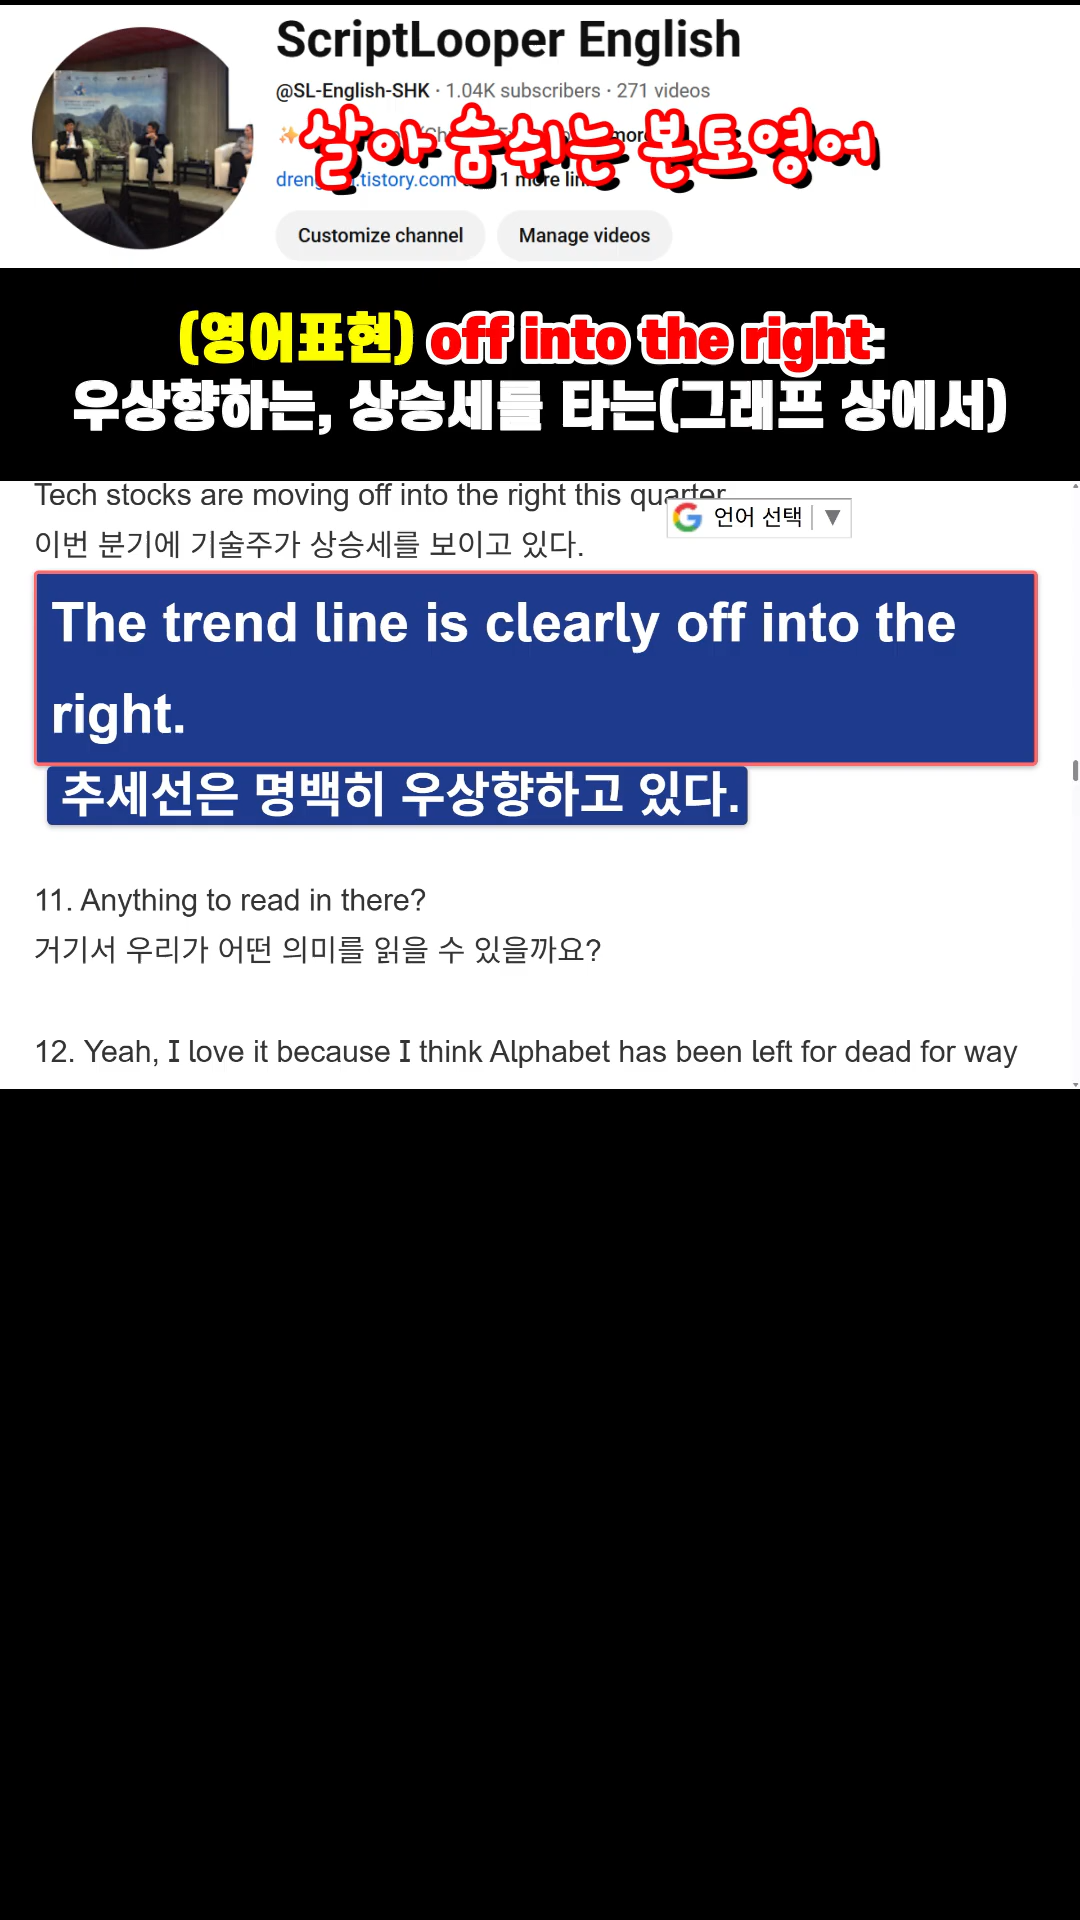 ScriptLooper English
@SL-English-SHK · 1.04K subscribers · 271 videos
살아 숨쉬는 본토영어
more
.tistory.com 1 more
Customize channel
Manage videos
(영어표현) off into the right:
우상향하는, 상승세를 타는(그래프 상에서)
Tech stocks are moving off into the right this quarter
언어 선택 ▼
이번 분기에 기술주가 상승세를 보이고 있다.
The trend line is clearly off into the
right.
추세선은 명백히 우상향하고 있다.
11. Anything to read in there?
거기서 우리가 어떤 의미를 읽을 수 있을까요?
12. Yeah, I love it because I think Alphabet has been left for dead for way